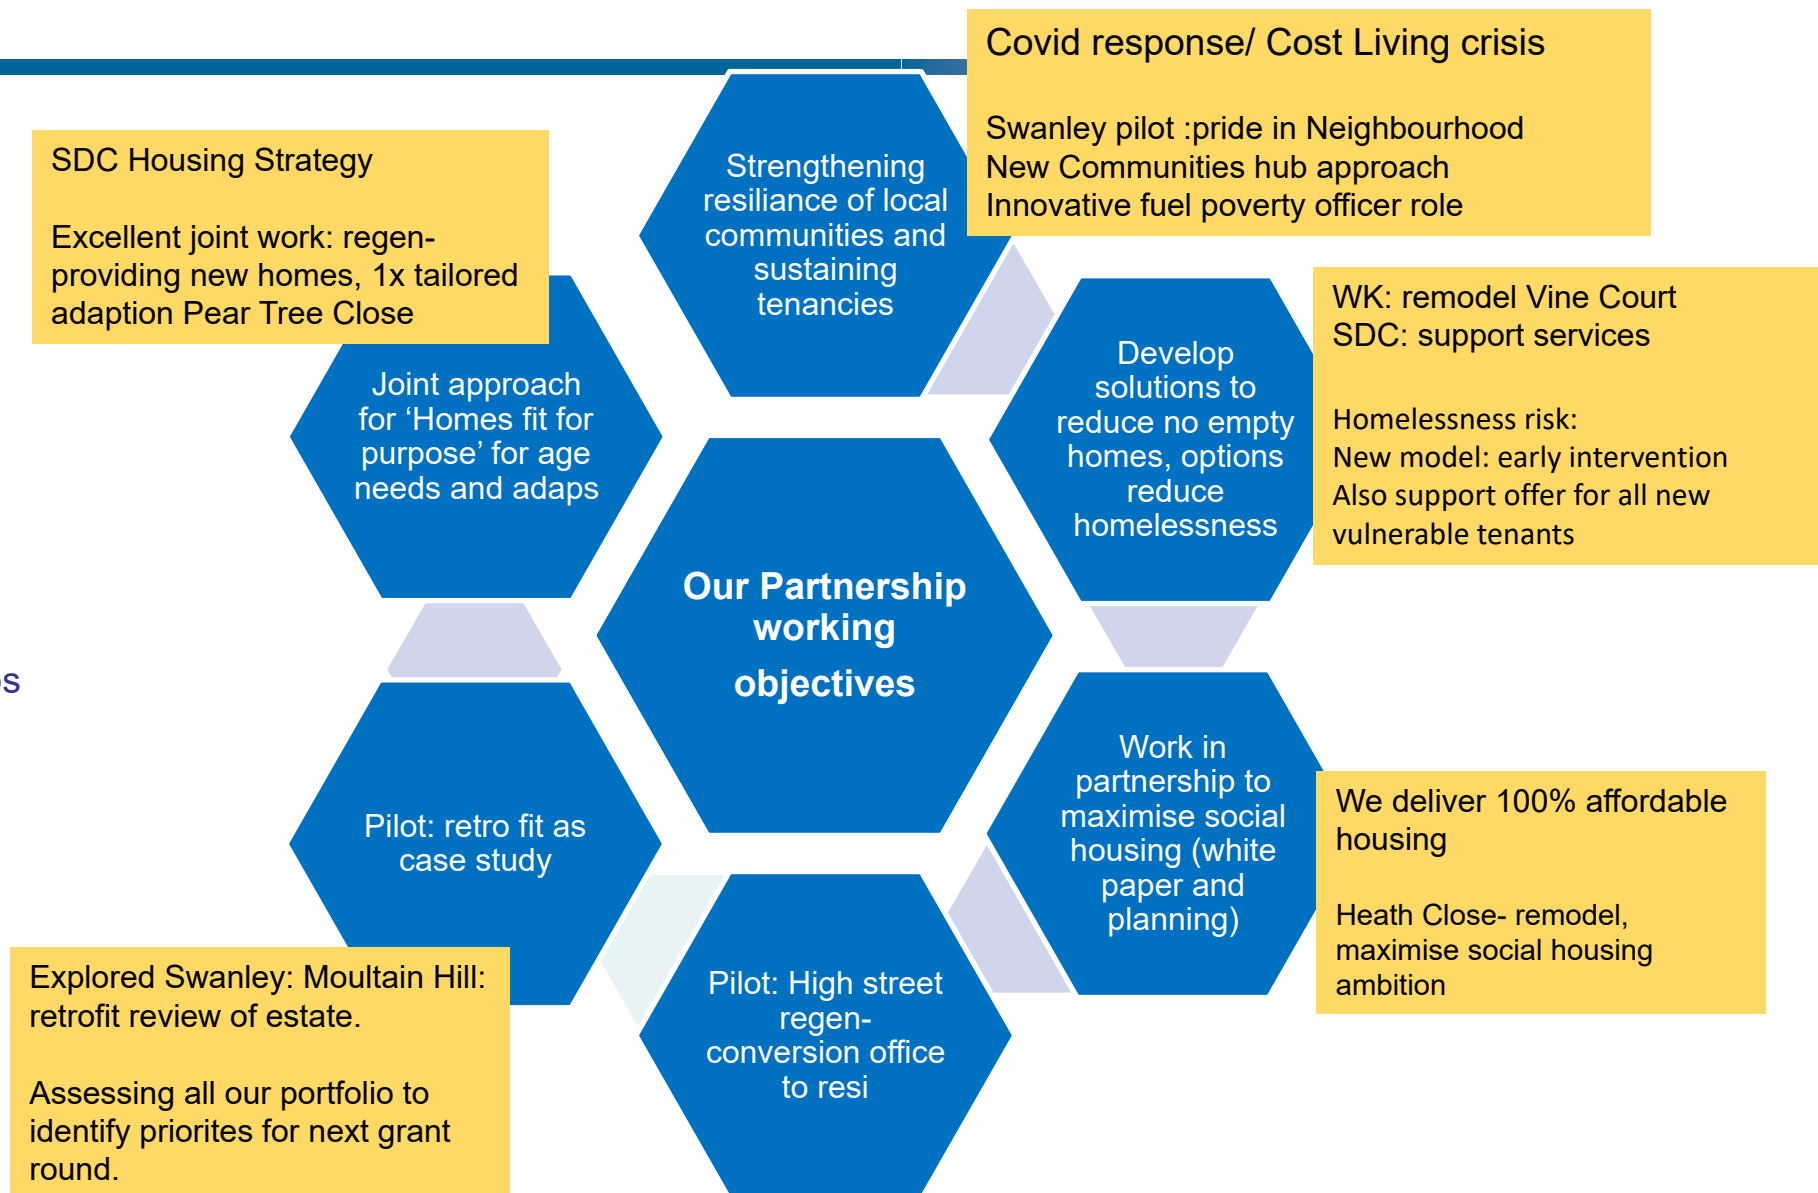 Covid response/ Cost Living crisis
Swanley pilot :pride in Neighbourhood
New Communities hub approach
Innovative fuel poverty officer role
SDC Housing Strategy
Excellent joint work: regen-
providing new homes, 1x tailored
adaption Pear Tree Close
Strengthening
resiliance of local
communities and
sustaining
tenancies
WK: remodel Vine Court
SDC: support services
Homelessness risk:
New model: early intervention
Also support offer for all new
vulnerable tenants
Develop
solutions to
reduce no empty
homes, options
reduce
homelessness
Joint approach
for ‘Homes fit for
purpose’ for age
needs and adaps
Our Partnership
working
objectives
Work in
partnership to
maximise social
housing (white
paper and
planning)
We deliver 100% affordable
housing
Heath Close- remodel,
maximise social housing
ambition
Pilot: retro fit as
case study
Explored Swanley: Moultain Hill:
retrofit review of estate.
Assessing all our portfolio to
identify priorites for next grant
round.
Pilot: High street
regen-
conversion office
to resi